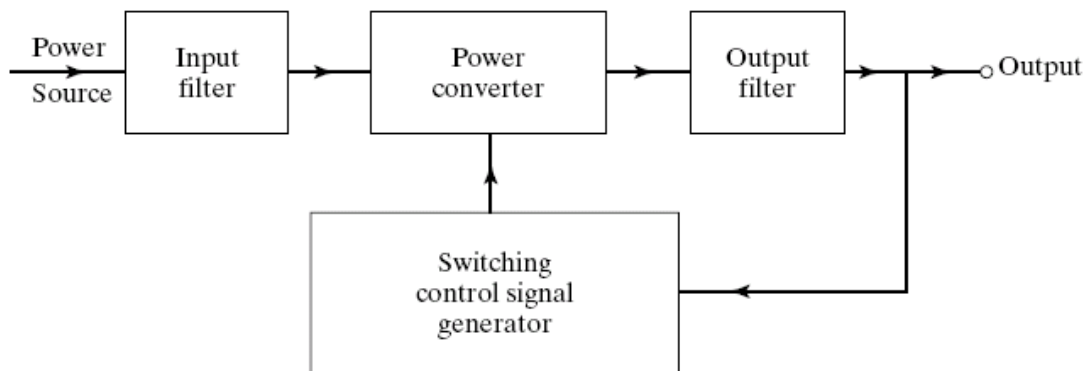 Power
Source
Input
filter
Power
converter
Output
filter
Output
Switching
control signal
generator